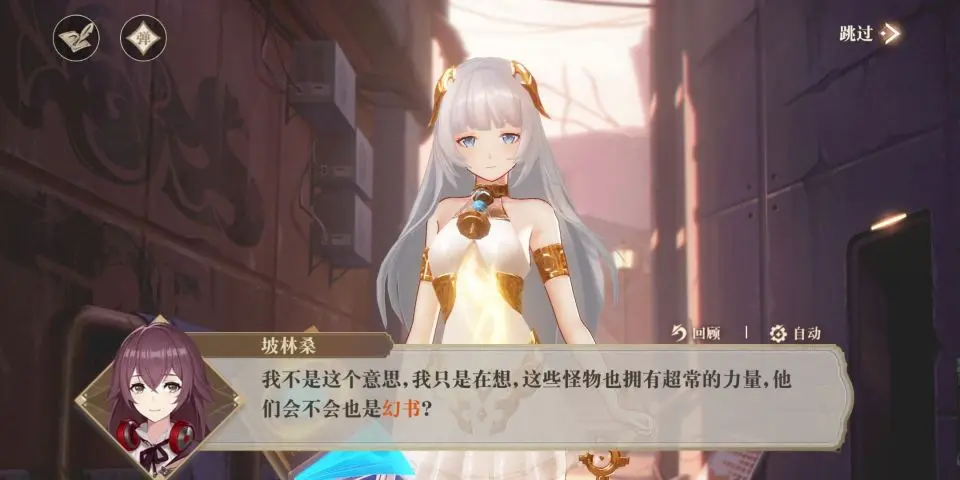 弹
跳过
回顾 | 自动
坡林桑
我不是这个意思,我只是在想,这些怪物也拥有超常的力量,他
们会不会也是幻书?